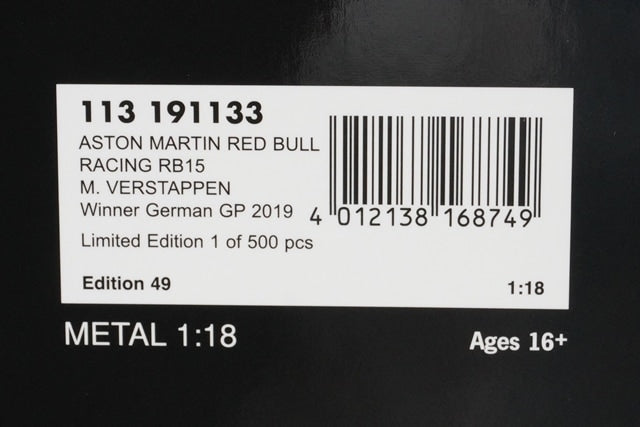 113 191133
ASTON MARTIN RED BULL
RACING RB15
M. VERSTAPPEN
Winner German GP 2019
4 012138 168749
Limited Edition 1 of 500 pcs
Edition 49
1:18
METAL 1:18
Ages 16+